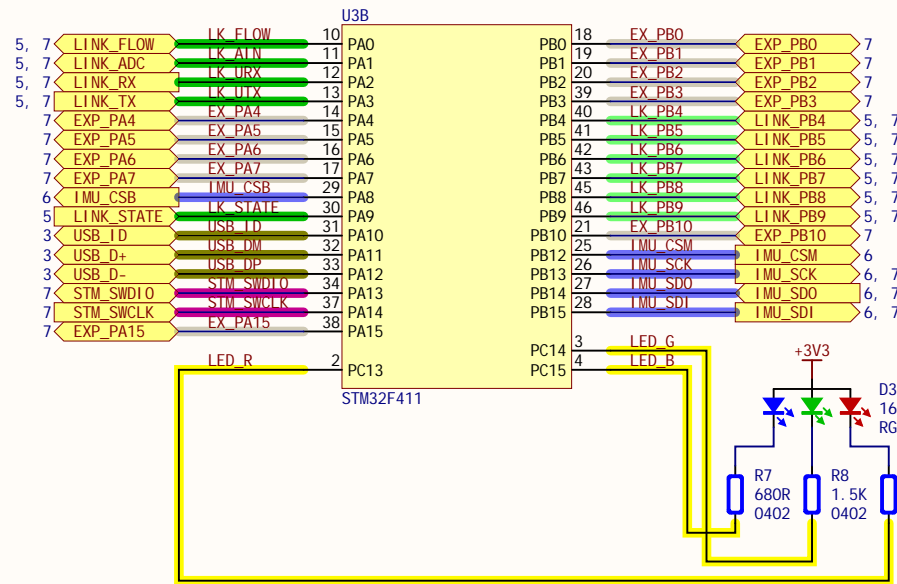 U3B
5, 7 LINK_FLOW LK_FLOW 10 PA0 PB0 18 EX_PB0 EXP_PB0 7
5, 7 LINK_ADC LK_AIN 11 PA1 PB1 19 EX_PB1 EXP_PB1 7
5, 7 LINK_RX LK_URX 12 PA2 PB2 20 EX_PB2 EXP_PB2 7
5, 7 LINK_TX LK_UTX 13 PA3 PB3 39 EX_PB3 EXP_PB3 7
7 EXP_PA4 EX_PA4 14 PA4 PB4 40 LK_PB4 LINK_PB4 5, 7
7 EXP_PA5 EX_PA5 15 PA5 PB5 41 LK_PB5 LINK_PB5 5, 7
7 EXP_PA6 EX_PA6 16 PA6 PB6 42 LK_PB6 LINK_PB6 5, 7
7 EXP_PA7 EX_PA7 17 PA7 PB7 43 LK_PB7 LINK_PB7 5, 7
6 IMU_CSB IMU_CSB 29 PA8 PB8 45 LK_PB8 LINK_PB8 5, 7
5 LINK_STATE LK_STATE 30 PA9 PB9 46 LK_PB9 LINK_PB9 5, 7
3 USB_ID USB_ID 31 PA10 PB10 21 EX_PB10 EXP_PB10 7
3 USB_D+ USB_DM 32 PA11 PB12 25 IMU_CSM IMU_CSM 6
3 USB_D- USB_DP 33 PA12 PB13 26 IMU_SCK IMU_SCK 6, 7
7 STM_SWDIO STM_SWDIO 34 PA13 PB14 27 IMU_SDO IMU_SDO 6, 7
7 STM_SWCLK STM_SWCLK 37 PA14 PB15 28 IMU_SDI IMU_SDI 6, 7
7 EXP_PA15 EX_PA15 38 PA15
PC14 3 LED_G
LED_R 2 PC13 PC15 4 LED_B
STM32F411
+3V3
D3
16
RG
R7
680R
0402
R8
1.5K
0402